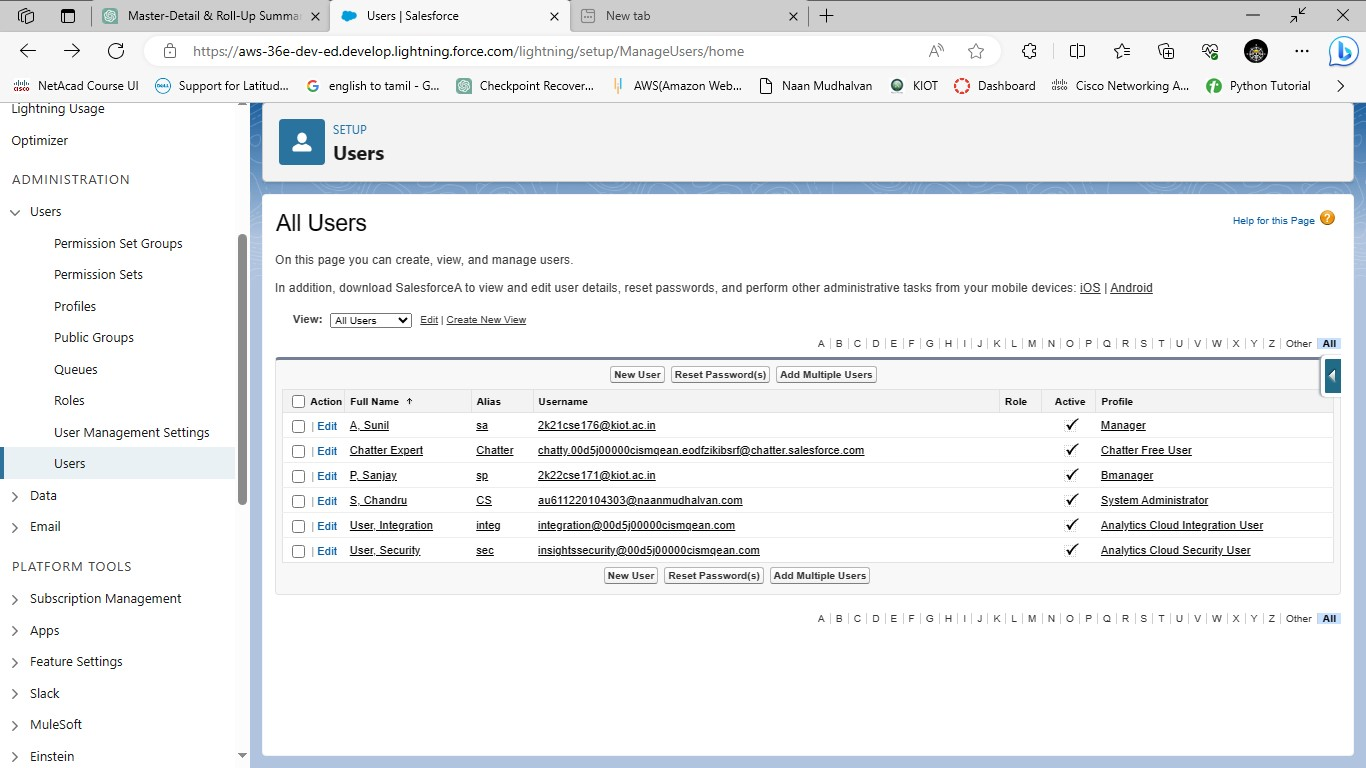 Master-Detail & Roll-Up Summa
Users | Salesforce
New tab
https://aws-36e-dev-ed.develop.lightning.force.com/lightning/setup/ManageUsers/home
NetAcad Course UI
Support for Latitud...
english to tamil - G...
Checkpoint Recover...
AWS(Amazon Web...
Naan Mudhalvan
KIOT
Dashboard
Cisco Networking A...
Python Tutorial
Lightning Usage
Optimizer
ADMINISTRATION
Users
Permission Set Groups
Permission Sets
Profiles
Public Groups
Queues
Roles
User Management Settings
Users
Data
Email
PLATFORM TOOLS
Subscription Management
Apps
Feature Settings
Slack
MuleSoft
Einstein
SETUP
Users
All Users
Help for this Page ?
On this page you can create, view, and manage users.
In addition, download SalesforceA to view and edit user details, reset passwords, and perform other administrative tasks from your mobile devices: iOS | Android
View: All Users Edit | Create New View
A | B | C | D | E | F | G | H | I | J | K | L | M | N | O | P | Q | R | S | T | U | V | W | X | Y | Z | Other All
New User Reset Password(s) Add Multiple Users
Action Full Name ↑ Alias Username Role Active Profile
| Edit A, Sunil sa 2k21cse176@kiot.ac.in ✓ Manager
| Edit Chatter Expert Chatter chatty.00d5j00000cismqean.eodfzikibsrf@chatter.salesforce.com ✓ Chatter Free User
| Edit P, Sanjay sp 2k22cse171@kiot.ac.in ✓ Bmanager
| Edit S, Chandru CS au611220104303@naanmudhalvan.com ✓ System Administrator
| Edit User, Integration integ integration@00d5j00000cismqean.com ✓ Analytics Cloud Integration User
| Edit User, Security sec insightssecurity@00d5j00000cismqean.com ✓ Analytics Cloud Security User
New User Reset Password(s) Add Multiple Users
A | B | C | D | E | F | G | H | I | J | K | L | M | N | O | P | Q | R | S | T | U | V | W | X | Y | Z | Other All